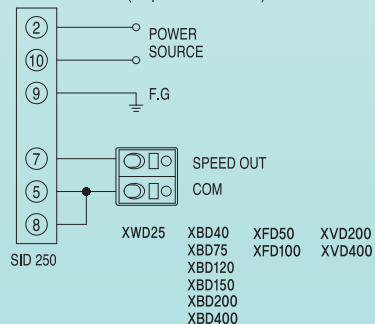 2
POWER
10
SOURCE
9
F.G
7
SPEED OUT
5
COM
8
SID 250
XWD25 XBD40 XFD50 XVD200
XBD75 XFD100 XVD400
XBD120
XBD150
XBD200
XBD400